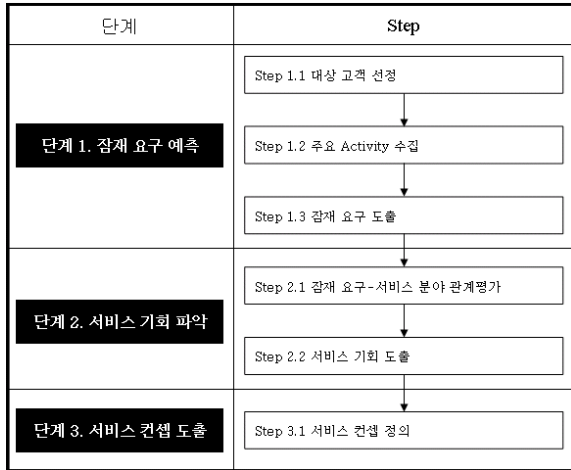 단계
Step
단계 1. 잠재 요구 예측
Step 1.1 대상 고객 선정
Step 1.2 주요 Activity 수집
Step 1.3 잠재 요구 도출
단계 2. 서비스 기회 파악
Step 2.1 잠재 요구-서비스 분야 관계평가
Step 2.2 서비스 기회 도출
단계 3. 서비스 컨셉 도출
Step 3.1 서비스 컨셉 정의